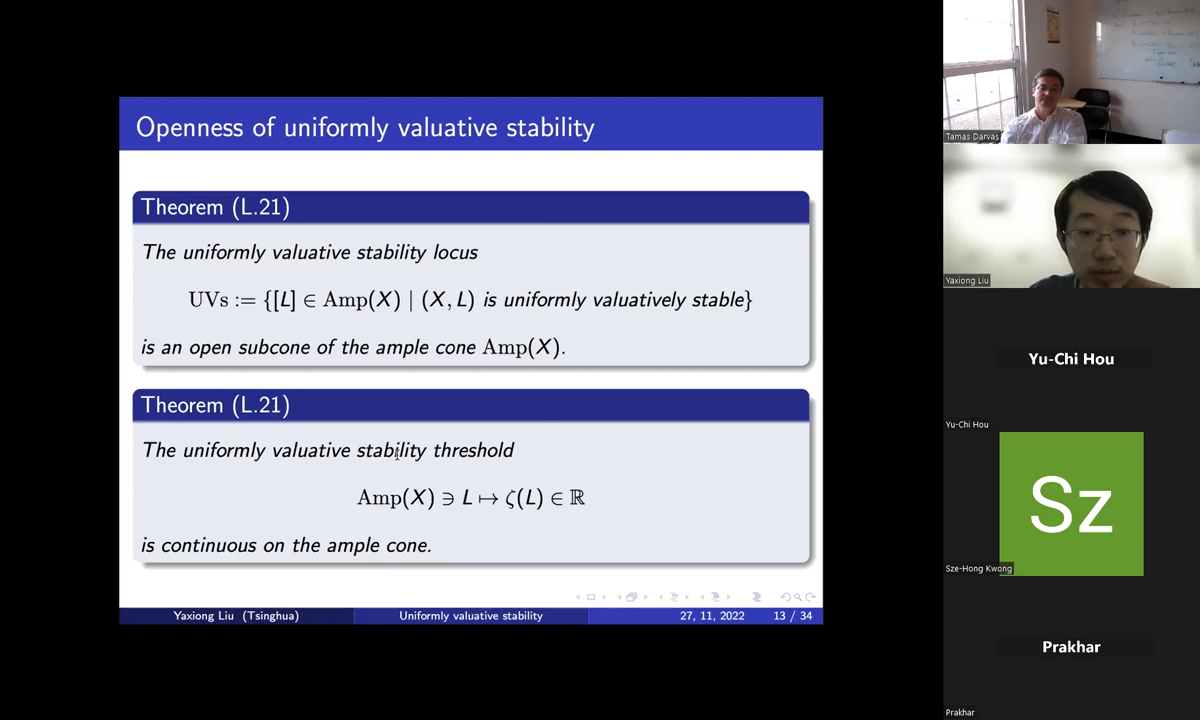 Openness of uniformly valuative stability
Theorem (L.21)
The uniformly valuative stability locus
UVs := {[L] ∈ Amp(X) | (X, L) is uniformly valuatively stable}
is an open subcone of the ample cone Amp(X).
Theorem (L.21)
The uniformly valuative stability threshold
Amp(X) ∋ L ↦ ζ(L) ∈ ℝ
is continuous on the ample cone.
Yaxiong Liu (Tsinghua) Uniformly valuative stability 27, 11, 2022 13 / 34
Tamas Darvas
Yaxiong Liu
Yu-Chi Hou
Yu-Chi Hou
Sz
Sze-Hong Kwong
Prakhar
Prakhar